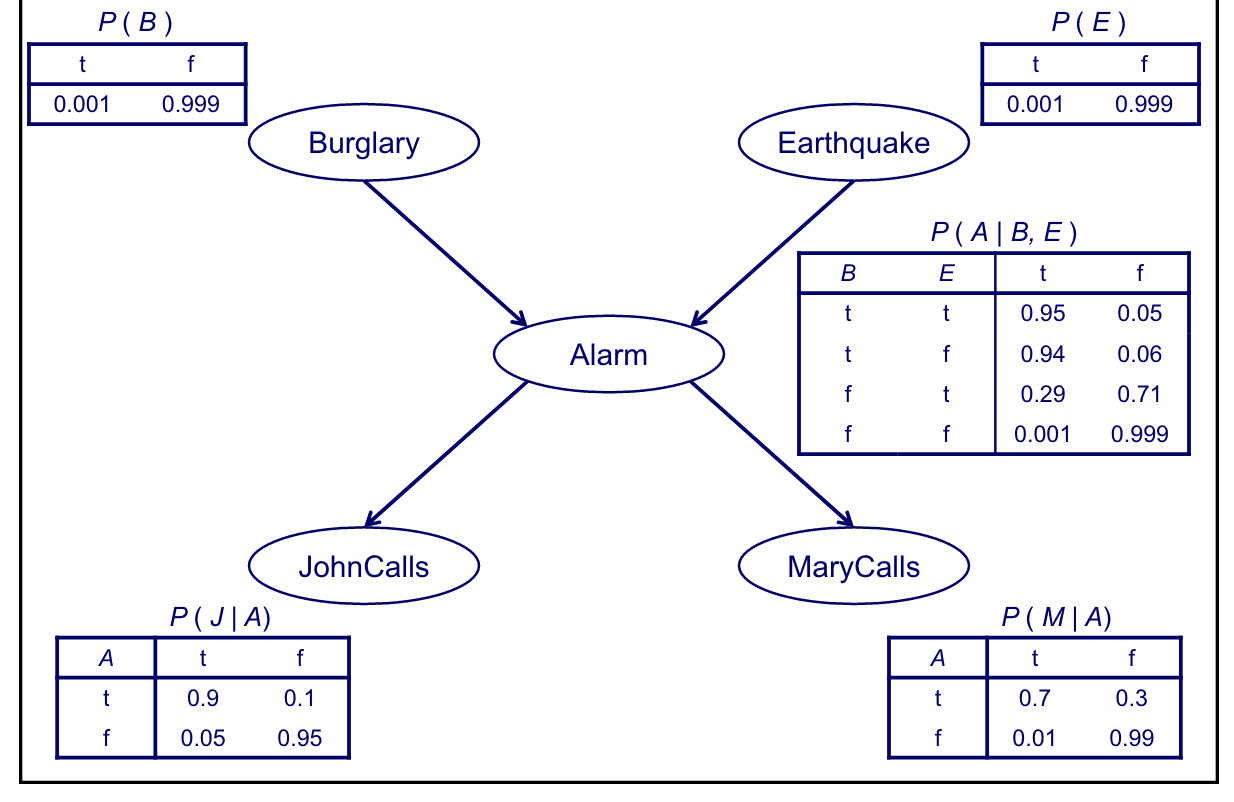 P ( B )
t f
0.001 0.999
P ( E )
t f
0.001 0.999
Burglary
Earthquake
P ( A | B, E )
B E t f
t t 0.95 0.05
t f 0.94 0.06
f t 0.29 0.71
f f 0.001 0.999
Alarm
JohnCalls
MaryCalls
P ( J | A)
A t f
t 0.9 0.1
f 0.05 0.95
P ( M | A)
A t f
t 0.7 0.3
f 0.01 0.99